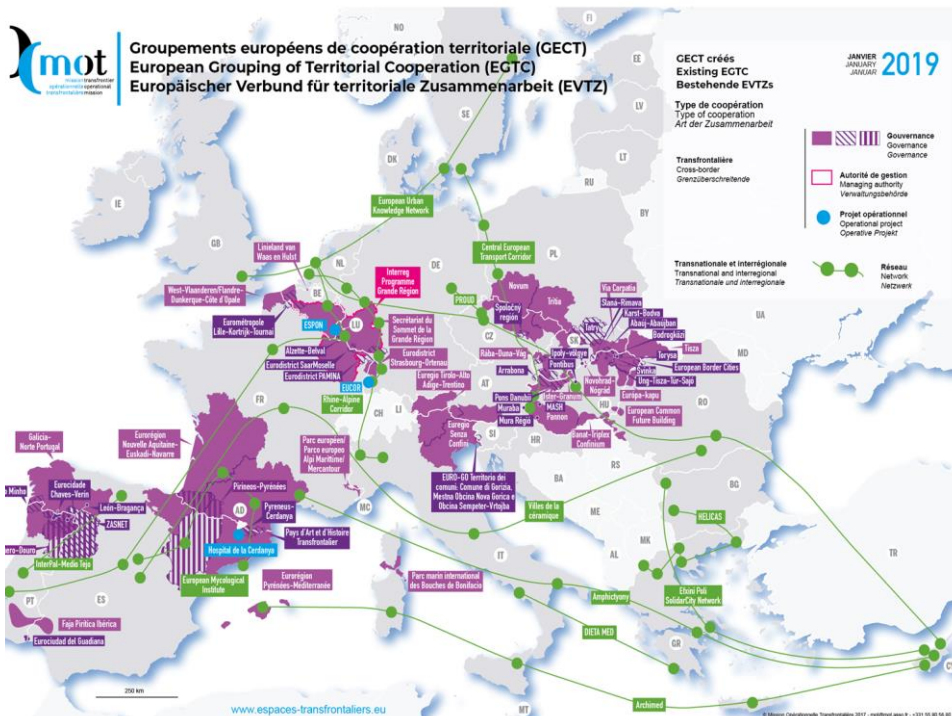 mot
mission transfrontier
opérationnelle operational
transfrontalière mission
Groupements européens de coopération territoriale (GECT)
European Grouping of Territorial Cooperation (EGTC)
Europäischer Verbund für territoriale Zusammenarbeit (EVTZ)
GECT créés
Existing EGTC
Bestehende EVTZs
JANVIER
JANUARY
JANUAR
2019
Type de coopération
Type of cooperation
Art der Zusammenarbeit
Transfrontalière
Cross-border
Grenzüberschreitende
Gouvernance
Governance
Governance
Autorité de gestion
Managing authority
Verwaltungsbehörde
Projet opérationnel
Operational project
Operative Projekt
Transnationale et interrégionale
Transnational and interregional
Transnationale und interregionale
Réseau
Network
Netzwerk
NO
FI
SE
EE
LV
LT
RU
BY
DK
IE
GB
NL
DE
PL
UA
BE
LU
CZ
SK
MD
FR
CH
LI
AT
HU
RO
SI
HR
BA
RS
BG
ME
MK
AL
MC
AD
IT
PT
ES
GR
TR
MT
European Urban
Knowledge Network
Linieland van
Waas en Hulst
West-Vlaanderen/Flandre-
Dunkerque-Côte d'Opale
Eurométropole
Lille-Kortrijk-Tournai
ESPON
Interreg
Programme
Grande Région
Secrétariat du
Sommet de la
Grande Région
Alzette-Belval
Eurodistrict SaarMoselle
Eurodistrict PAMINA
Eurodistrict
Strasbourg-Ortenau
EUCOR
Rhine-Alpine
Corridor
Central European
Transport Corridor
PROUD
Novum
Tritia
Spoločný
región
Tatry
Via Carpatia
Slaná-Rimava
Karst-Bodva
Abaúj-Abaújban
Bodrogközi
Tisza
Torysa
European Border Cities
Svinka
Ung-Tisza-Túr-Sajó
Rába-Duna-Vág
Ipoly-völgye
Pontibus
Arrabona
Pons Danubii
Inter-Granum
Novohrad-
Nógrád
Európa-kapu
Muraba
MASH
Mura Régió
Pannon
European Common
Future Building
Banat-Triplex
Confinium
Euregio Tirolo-Alto
Adige-Trentino
Euregio
Senza
Confini
EURO-GO Territorio dei
comuni: Comune di Gorizia,
Mestna Obcina Nova Gorica e
Obcina Sempeter-Vrtojba
Parc européen/
Parco europeo
Alpi Marittime/
Mercantour
Eurorégion
Nouvelle Aquitaine-
Euskadi-Navarre
Galicia-
Norte Portugal
Eurocidade
Chaves-Verín
León-Bragança
ZASNET
InterPal-Medio Tejo
Pirineos-Pyrénées
Pyreneus-
Cerdanya
Pays d'Art et d'Histoire
Transfrontalier
Hospital de la Cerdanya
European Mycological
Institute
Eurorégion
Pyrénées-Méditerranée
Faja Pirítica Ibérica
Eurociudad del Guadiana
Parc marin international
des Bouches de Bonifacio
Villes de la
céramique
HELICAS
Amphictyony
Efxini Poli
SolidarCity Network
DIETA MED
Archimed
250 km
www.espaces-transfrontaliers.eu